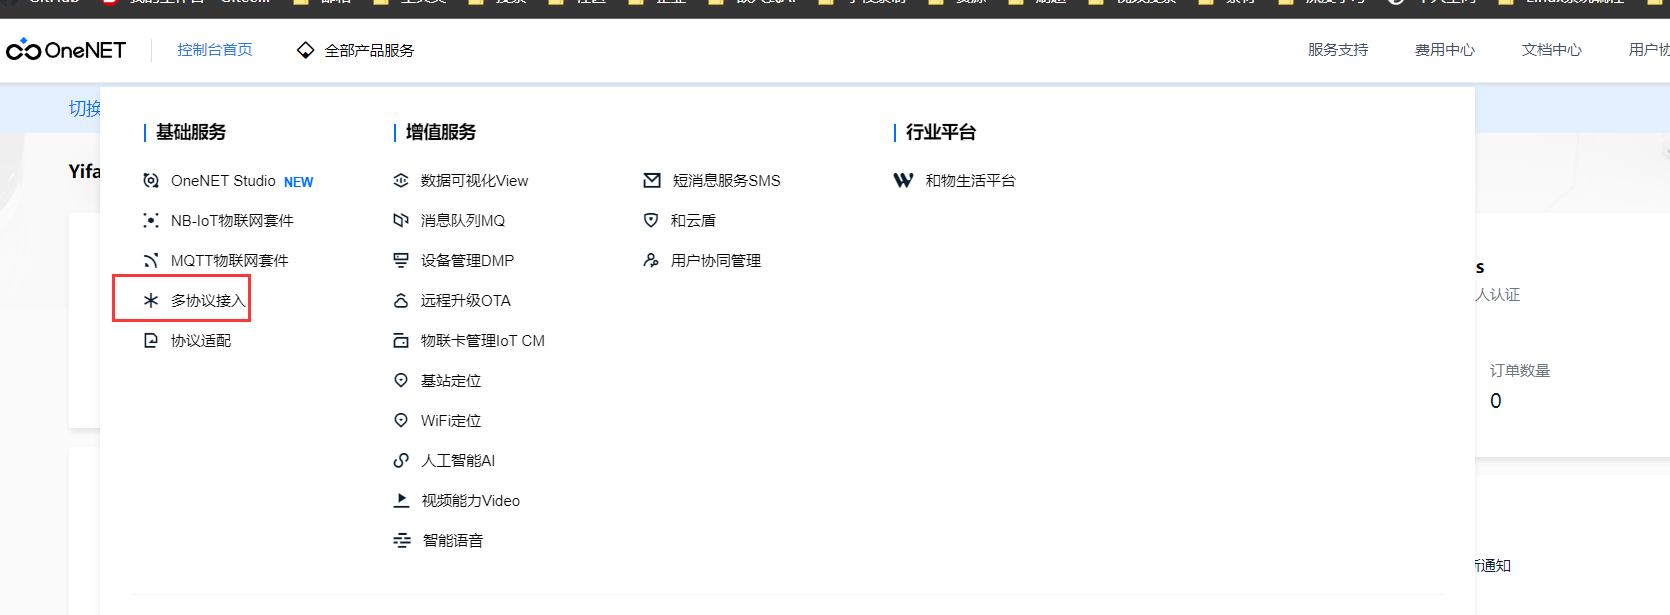 OneNET 控制台首页 全部产品服务 服务支持 费用中心 文档中心 用户协
切换
Yifa
基础服务
OneNET Studio NEW
NB-IoT物联网套件
MQTT物联网套件
多协议接入
协议适配
增值服务
数据可视化View
消息队列MQ
设备管理DMP
远程升级OTA
物联卡管理IoT CM
基站定位
WiFi定位
人工智能AI
视频能力Video
智能语音
短消息服务SMS
和云盾
用户协同管理
行业平台
和物生活平台
s
人认证
订单数量
0
新通知